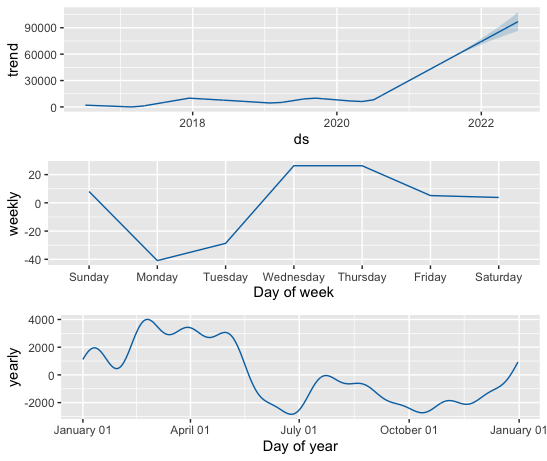 trend
90000
60000
30000
0
2018 2020 2022
ds
weekly
20
0
-20
-40
Sunday Monday Tuesday Wednesday Thursday Friday Saturday
Day of week
yearly
4000
2000
0
-2000
January 01 April 01 July 01 October 01 January 01
Day of year